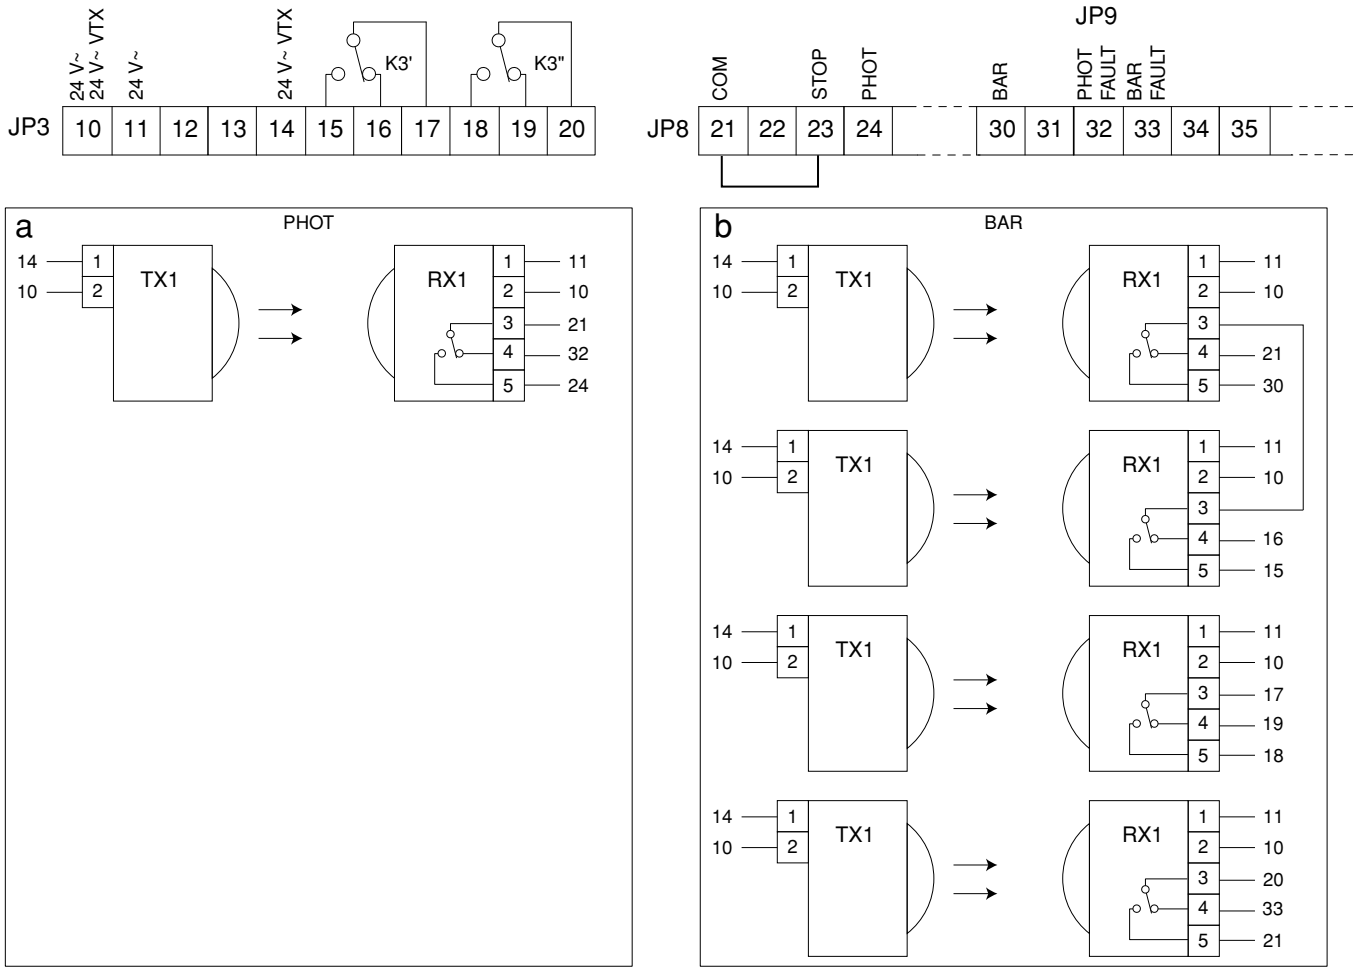 JP9
24 V~
24 V~ VTX
24 V~
24 V~ VTX
K3'
K3"
COM
STOP
PHOT
BAR
PHOT
FAULT
BAR
FAULT
JP3 10 11 12 13 14 15 16 17 18 19 20
JP8 21 22 23 24 30 31 32 33 34 35
a PHOT
14 1 TX1 RX1 1 11
10 2 2 10
3 21
4 32
5 24
b BAR
14 1 TX1 RX1 1 11
10 2 2 10
3
4 21
5 30
14 1 TX1 RX1 1 11
10 2 2 10
3
4 16
5 15
14 1 TX1 RX1 1 11
10 2 2 10
3 17
4 19
5 18
14 1 TX1 RX1 1 11
10 2 2 10
3 20
4 33
5 21